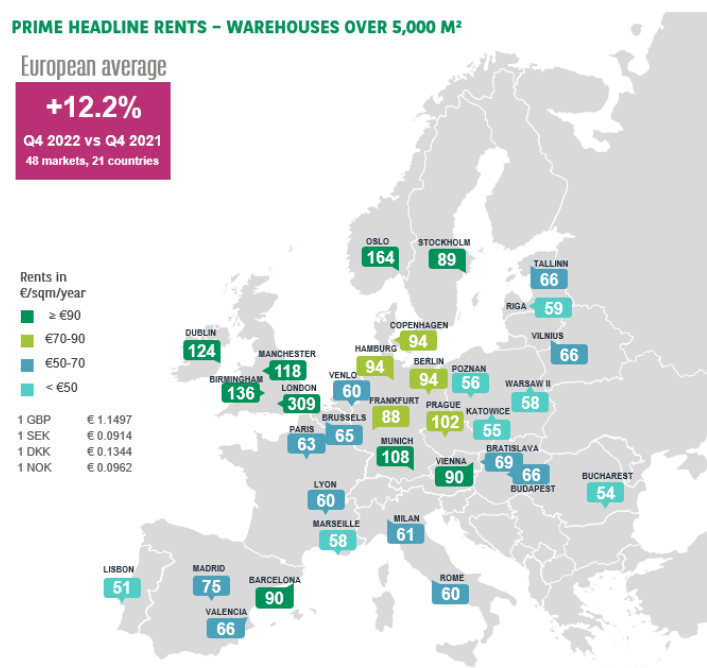 PRIME HEADLINE RENTS – WAREHOUSES OVER 5,000 M²
European average
+12.2%
Q4 2022 vs Q4 2021
48 markets, 21 countries
OSLO
164
STOCKHOLM
89
TALLINN
66
RIGA 59
VILNIUS
66
Rents in
€/sqm/year
≥ €90
€70-90
€50-70
< €50
1 GBP € 1.1497
1 SEK € 0.0914
1 DKK € 0.1344
1 NOK € 0.0962
DUBLIN
124
MANCHESTER
118
BIRMINGHAM
136
LONDON
309
COPENHAGEN
94
HAMBURG
94
BERLIN
94
VENLO
60
POZNAN
56
WARSAW II
58
FRANKFURT
88
PRAGUE
102
KATOWICE
55
BRUSSELS
65
PARIS
63
MUNICH
108
VIENNA
90
BRATISLAVA
69
66
BUDAPEST
BUCHAREST
54
LYON
60
MARSEILLE
58
MILAN
61
ROME
60
LISBON
51
MADRID
75
BARCELONA
90
VALENCIA
66